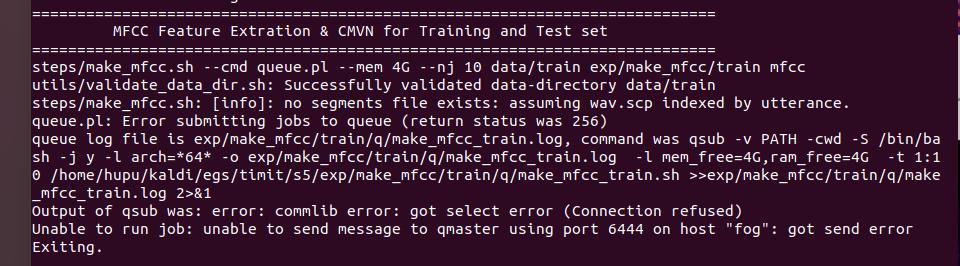 ============================================================================
MFCC Feature Extration & CMVN for Training and Test set
============================================================================
steps/make_mfcc.sh --cmd queue.pl --mem 4G --nj 10 data/train exp/make_mfcc/train mfcc
utils/validate_data_dir.sh: Successfully validated data-directory data/train
steps/make_mfcc.sh: [info]: no segments file exists: assuming wav.scp indexed by utterance.
queue.pl: Error submitting jobs to queue (return status was 256)
queue log file is exp/make_mfcc/train/q/make_mfcc_train.log, command was qsub -v PATH -cwd -S /bin/ba
sh -j y -l arch=*64* -o exp/make_mfcc/train/q/make_mfcc_train.log  -l mem_free=4G,ram_free=4G  -t 1:1
0 /home/hupu/kaldi/egs/timit/s5/exp/make_mfcc/train/q/make_mfcc_train.sh >>exp/make_mfcc/train/q/make
_mfcc_train.log 2>&1
Output of qsub was: error: commlib error: got select error (Connection refused)
Unable to run job: unable to send message to qmaster using port 6444 on host "fog": got send error
Exiting.